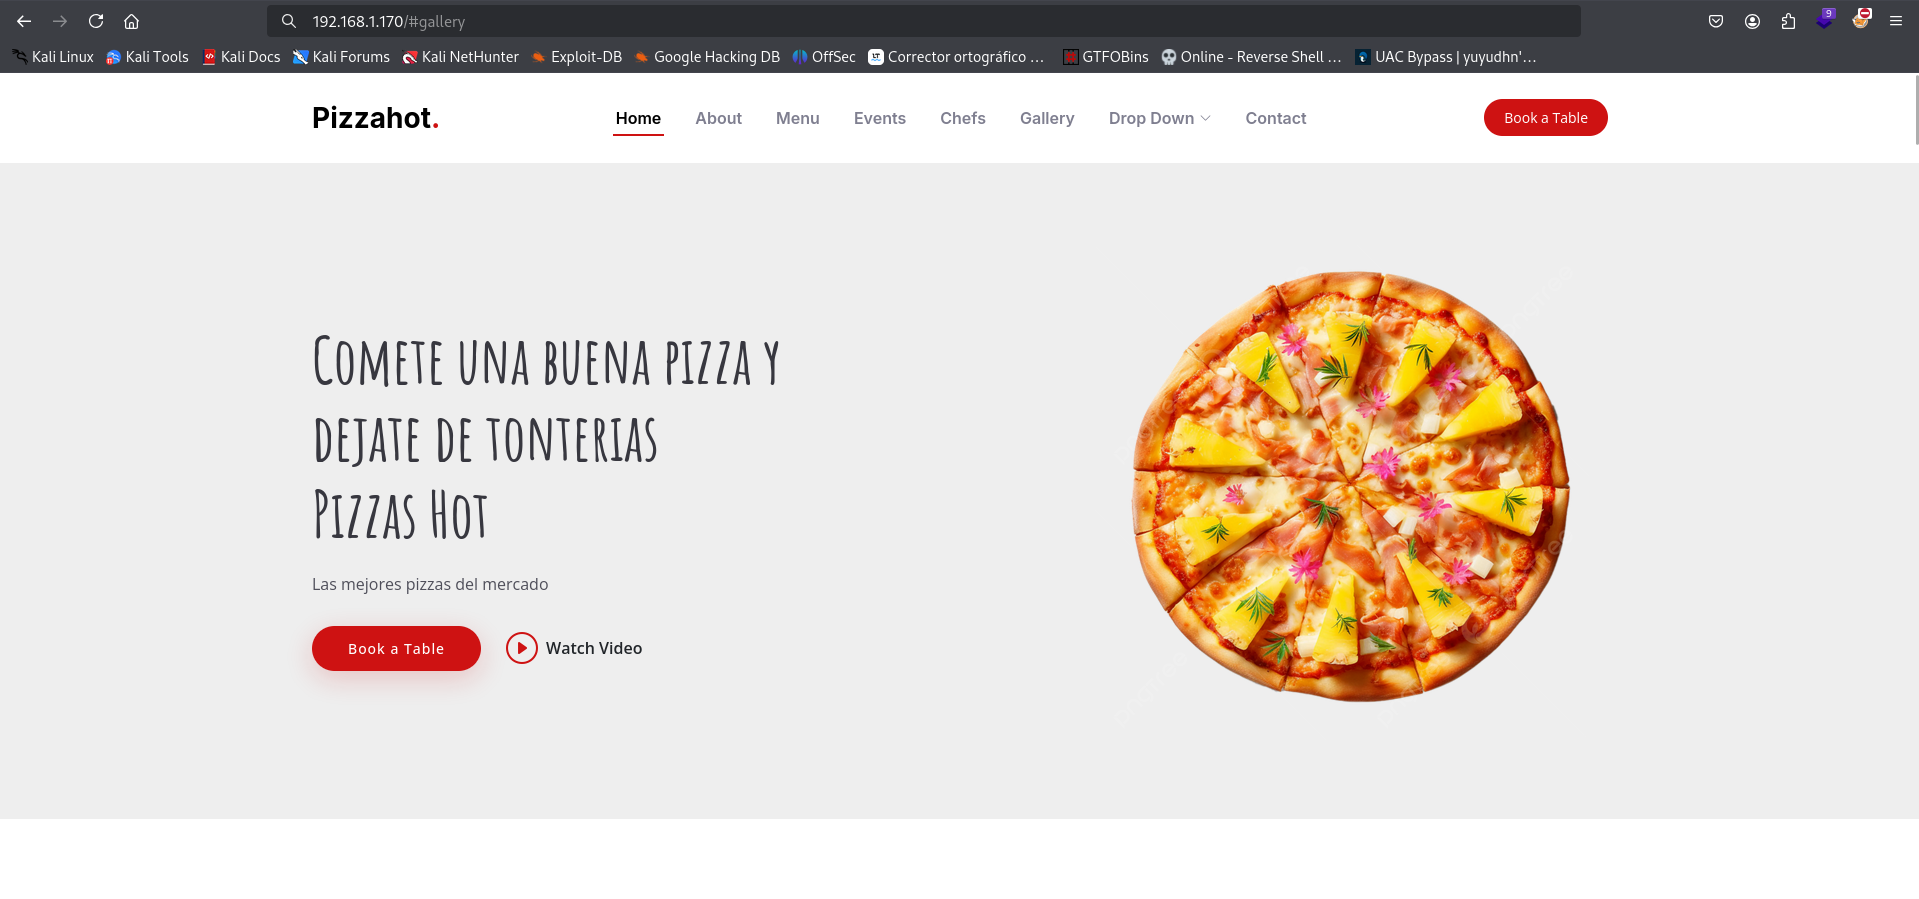 192.168.1.170/#gallery
9
Kali Linux Kali Tools Kali Docs Kali Forums Kali NetHunter Exploit-DB Google Hacking DB OffSec Corrector ortográfico … GTFOBins Online - Reverse Shell … UAC Bypass | yuyudhn'…
Pizzahot. Home About Menu Events Chefs Gallery Drop Down Contact Book a Table
Comete una buena pizza y
dejate de tonterias
Pizzas Hot
Las mejores pizzas del mercado
Book a Table Watch Video